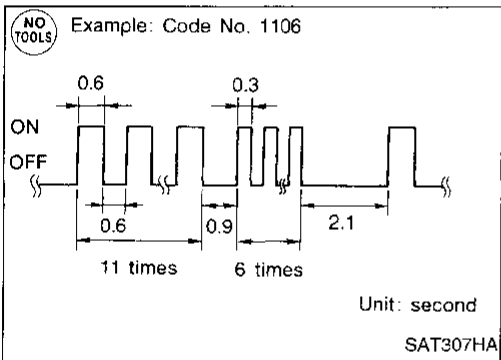 NO
TOOLS
Example: Code No. 1106
0.6
0.3
ON
OFF
0.6
0.9
2.1
11 times
6 times
Unit: second
SAT307HA